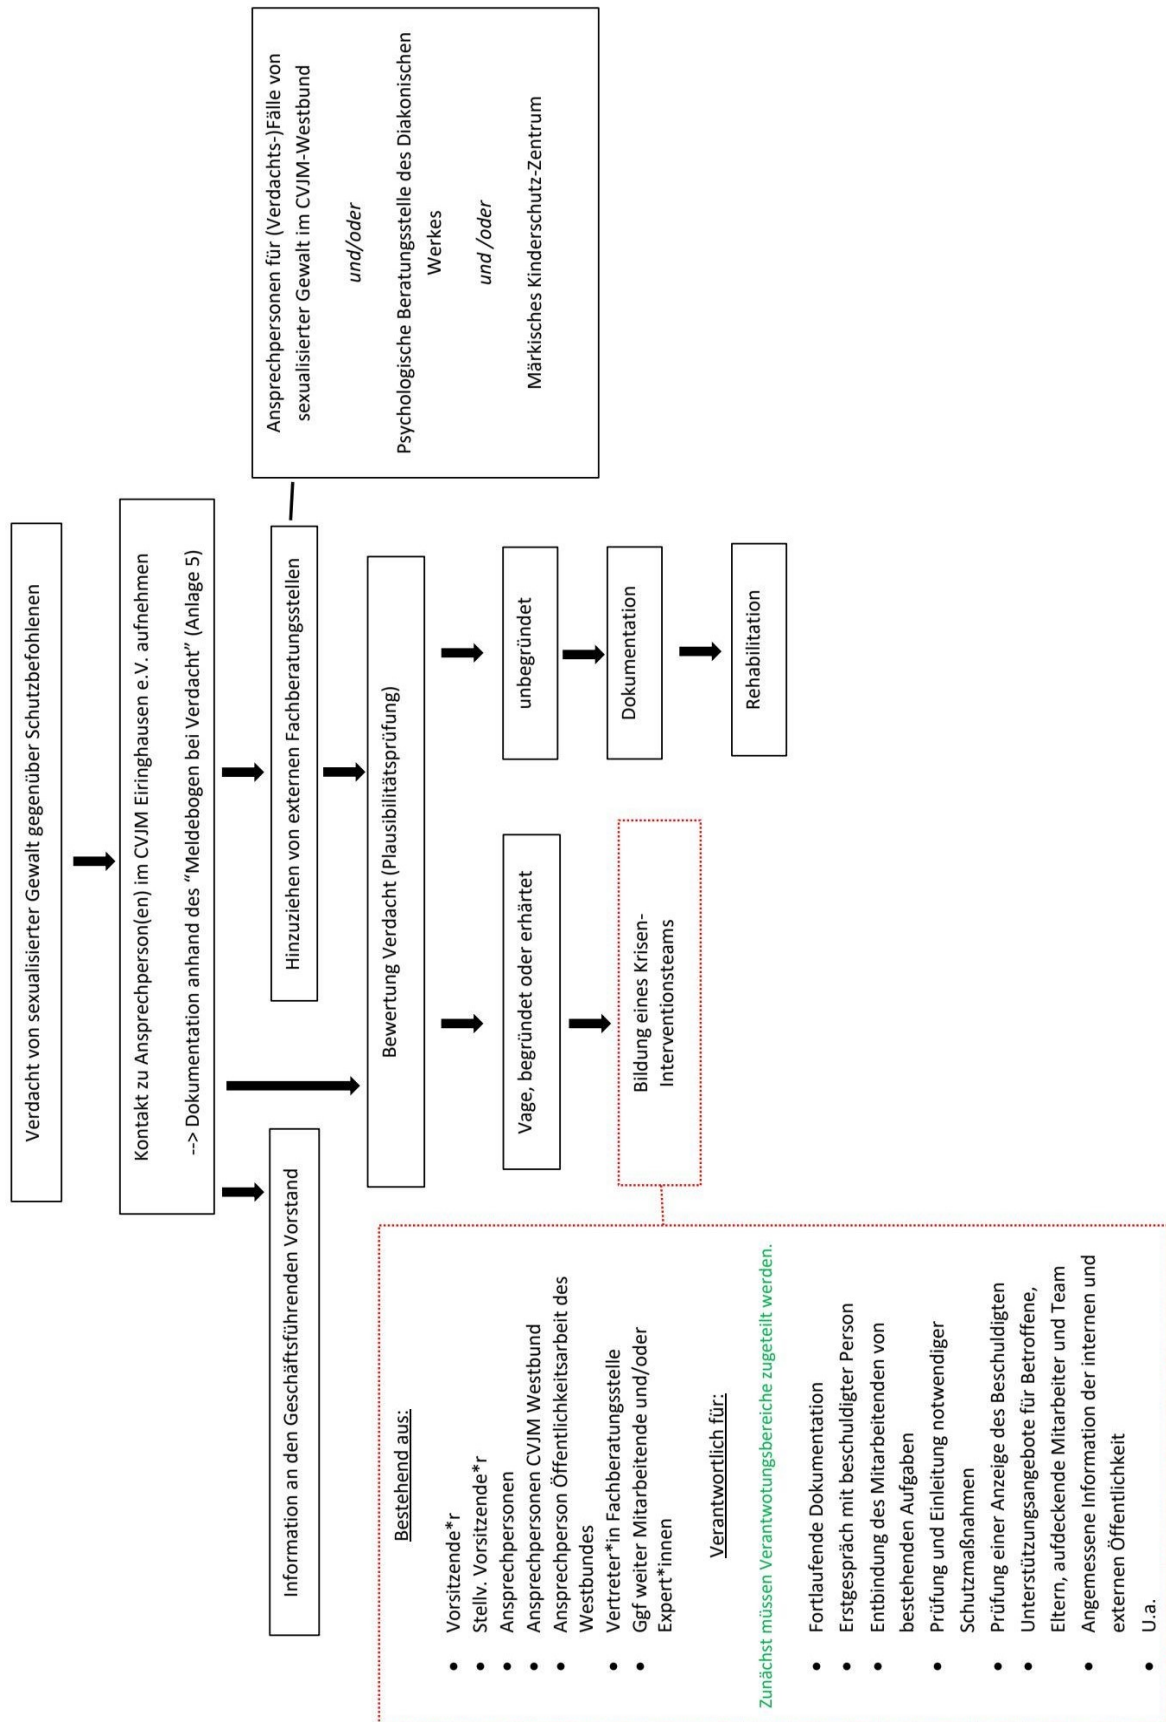 Verdacht von sexualisierter Gewalt gegenüber Schutzbefohlenen
Kontakt zu Ansprechperson(en) im CVJM Eiringhausen e.V. aufnehmen
--> Dokumentation anhand des “Meldebogen bei Verdacht” (Anlage 5)
Information an den Geschäftsführenden Vorstand
Hinzuziehen von externen Fachberatungsstellen
Ansprechpersonen für (Verdachts-)Fälle von
sexualisierter Gewalt im CVJM-Westbund
und/oder
Psychologische Beratungsstelle des Diakonischen
Werkes
und /oder
Märkisches Kinderschutz-Zentrum
Bewertung Verdacht (Plausibilitätsprüfung)
Vage, begründet oder erhärtet
unbegründet
Bildung eines Krisen-
Interventionsteams
Dokumentation
Rehabilitation
Bestehend aus:
• Vorsitzende*r
• Stellv. Vorsitzende*r
• Ansprechpersonen
• Ansprechpersonen CVJM Westbund
• Ansprechperson Öffentlichkeitsarbeit des
Westbundes
• Vertreter*in Fachberatungsstelle
• Ggf weiter Mitarbeitende und/oder
Expert*innen
Verantwortlich für:
Zunächst müssen Verantwotungsbereiche zugeteilt werden.
• Fortlaufende Dokumentation
• Erstgespräch mit beschuldigter Person
• Entbindung des Mitarbeitenden von
bestehenden Aufgaben
• Prüfung und Einleitung notwendiger
Schutzmaßnahmen
• Prüfung einer Anzeige des Beschuldigten
• Unterstützungsangebote für Betroffene,
Eltern, aufdeckende Mitarbeiter und Team
• Angemessene Information der internen und
externen Öffentlichkeit
• U.a.